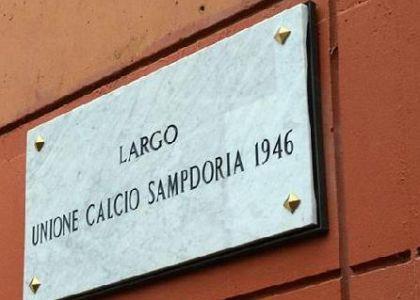 LARGO
UNIONE CALCIO SAMPDORIA 1946